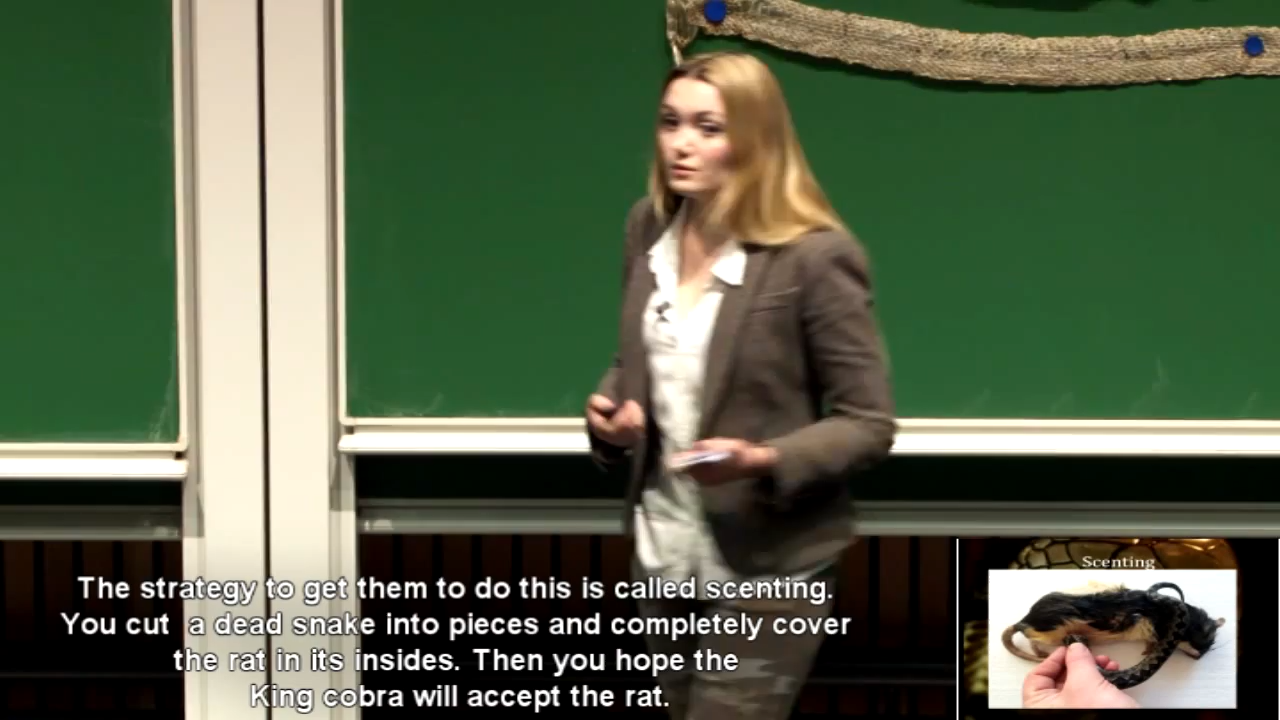 Scenting
The strategy to get them to do this is called scenting.
You cut a dead snake into pieces and completely cover
the rat in its insides. Then you hope the
King cobra will accept the rat.